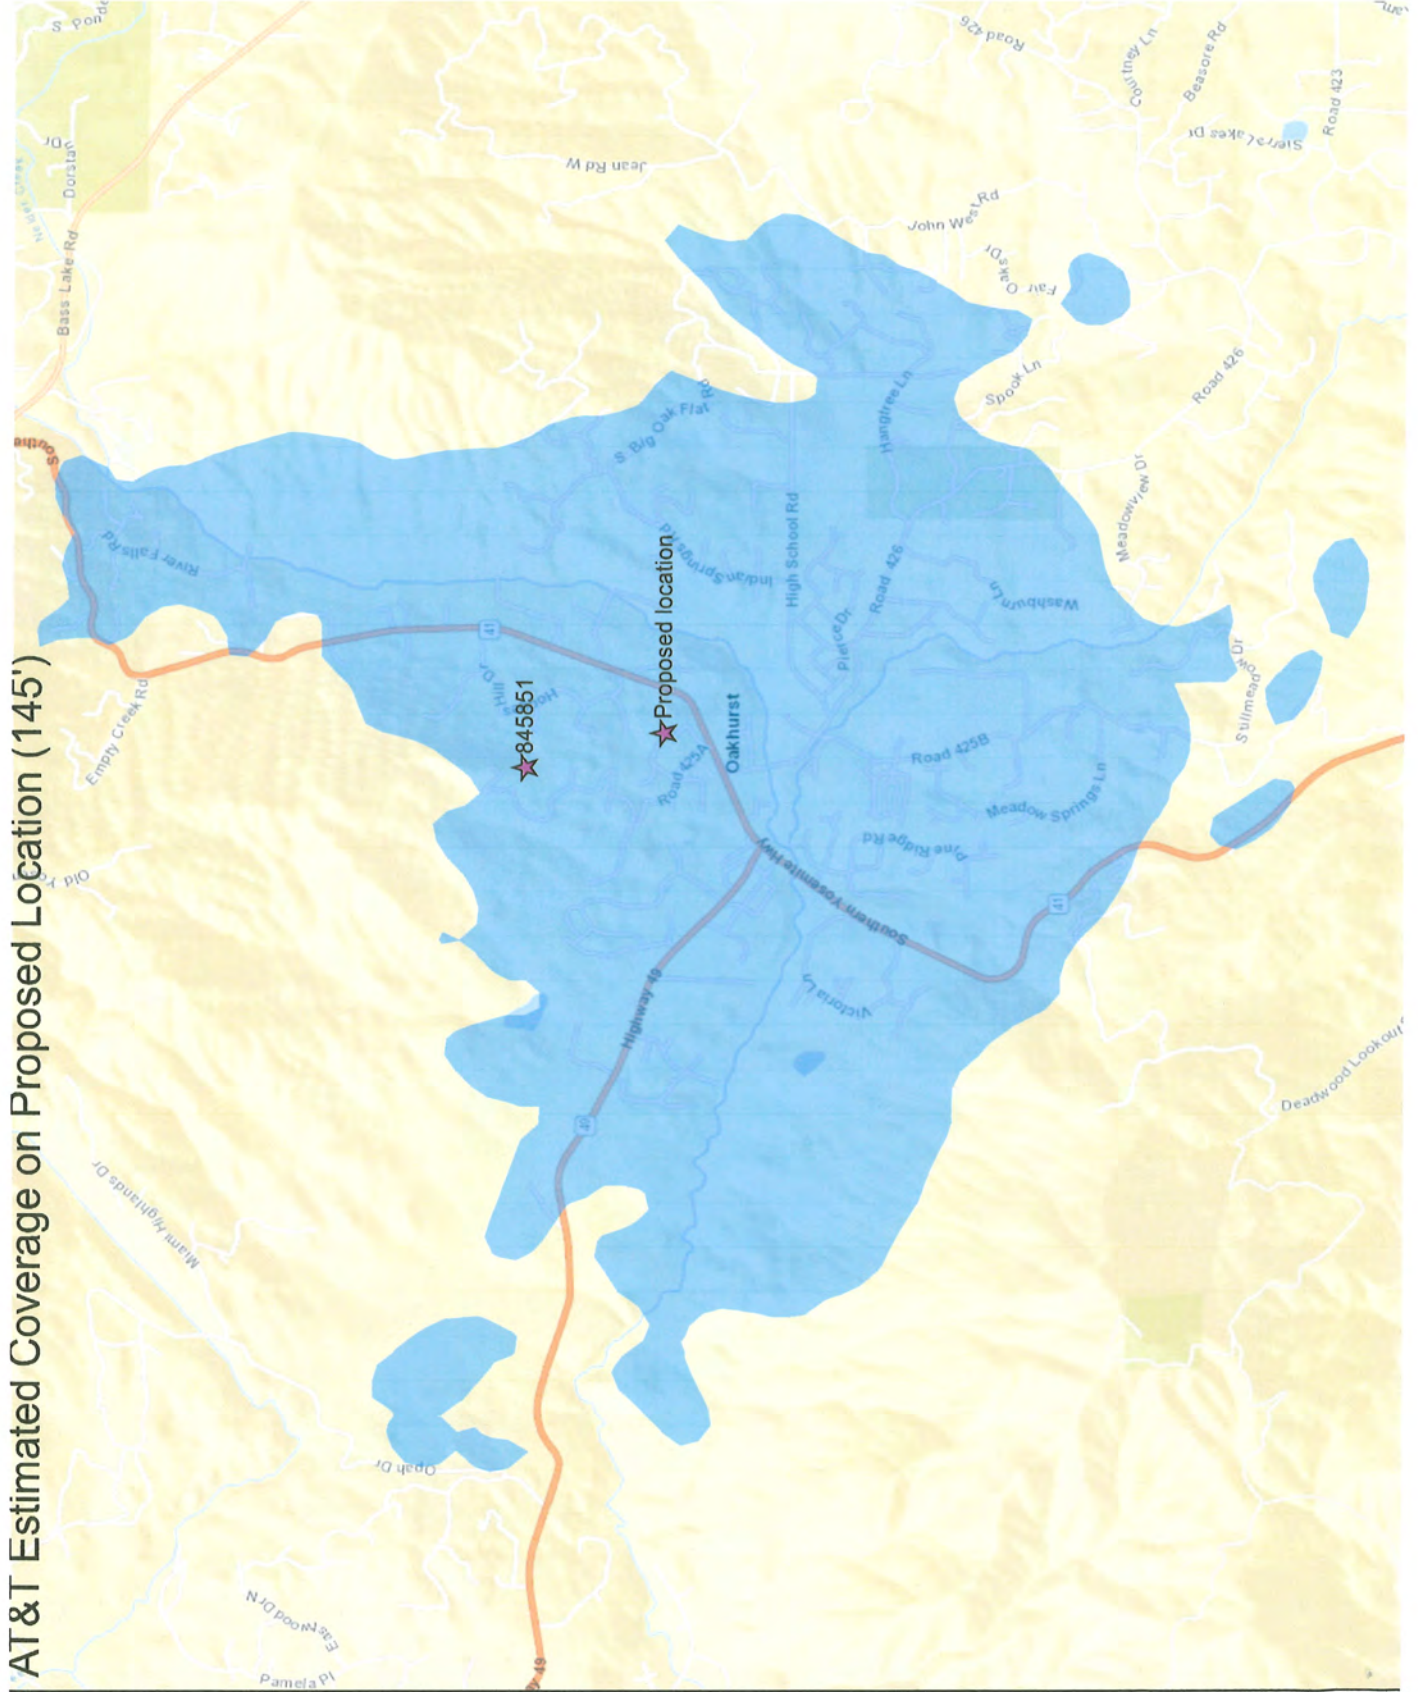 AT&T Estimated Coverage on Proposed Location (145')
Bass Lake Rd
Dorstan
Dr
S Ponde
Southe
River Falls Rd
Empty Creek Rd
41
845851
Proposed location
Road 425A
Oakhurst
S Big Oak Flat Rd
Indian Springs Rd
High School Rd
Pierce Dr
Road 426
Hangtree Ln
Washburn Ln
Road 425B
Meadow Springs Ln
Pine Ridge Rd
Southern Yosemite Hwy
41
Victoria Ln
Highway 49
49
Miami Highlands Dr
Opah Dr
Eastwood Dr N
Pamela Pl
y 49
Jean Rd W
Road 426
Courtney Ln
Beasore Rd
Sierra Lakes Dr
Road 423
John West Rd
Fair Oaks Dr
Spook Ln
Road 426
Meadowview Dr
Stillmeadow Dr
Deadwood Lookout